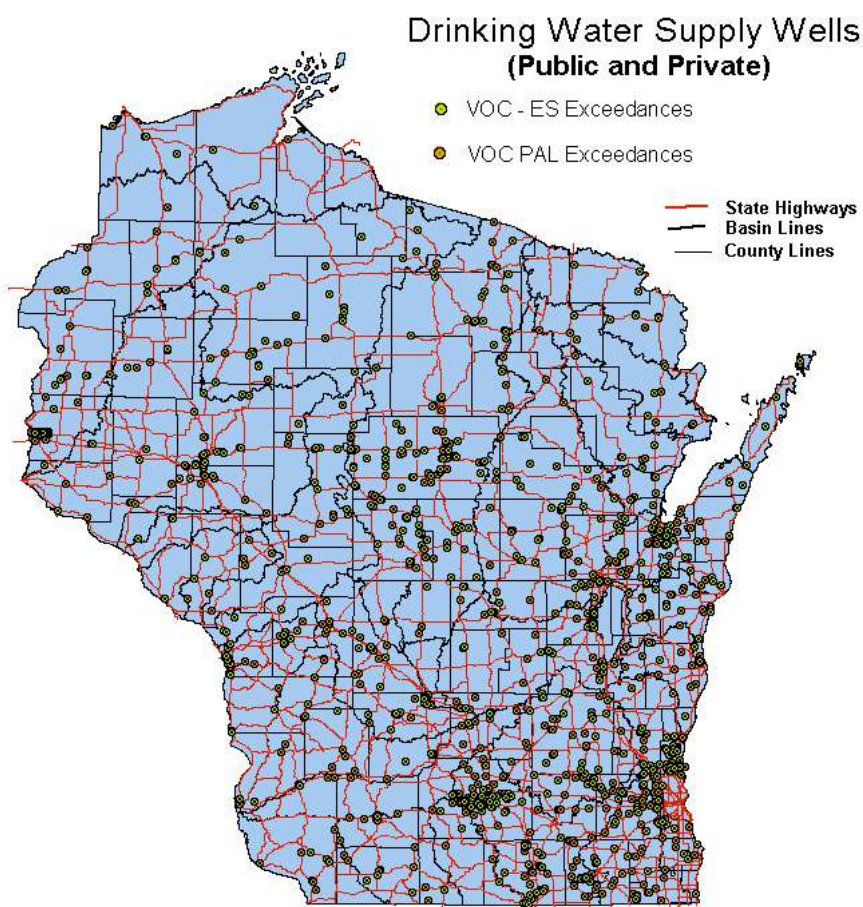 Drinking Water Supply Wells
(Public and Private)
VOC - ES Exceedances
VOC PAL Exceedances
State Highways
Basin Lines
County Lines